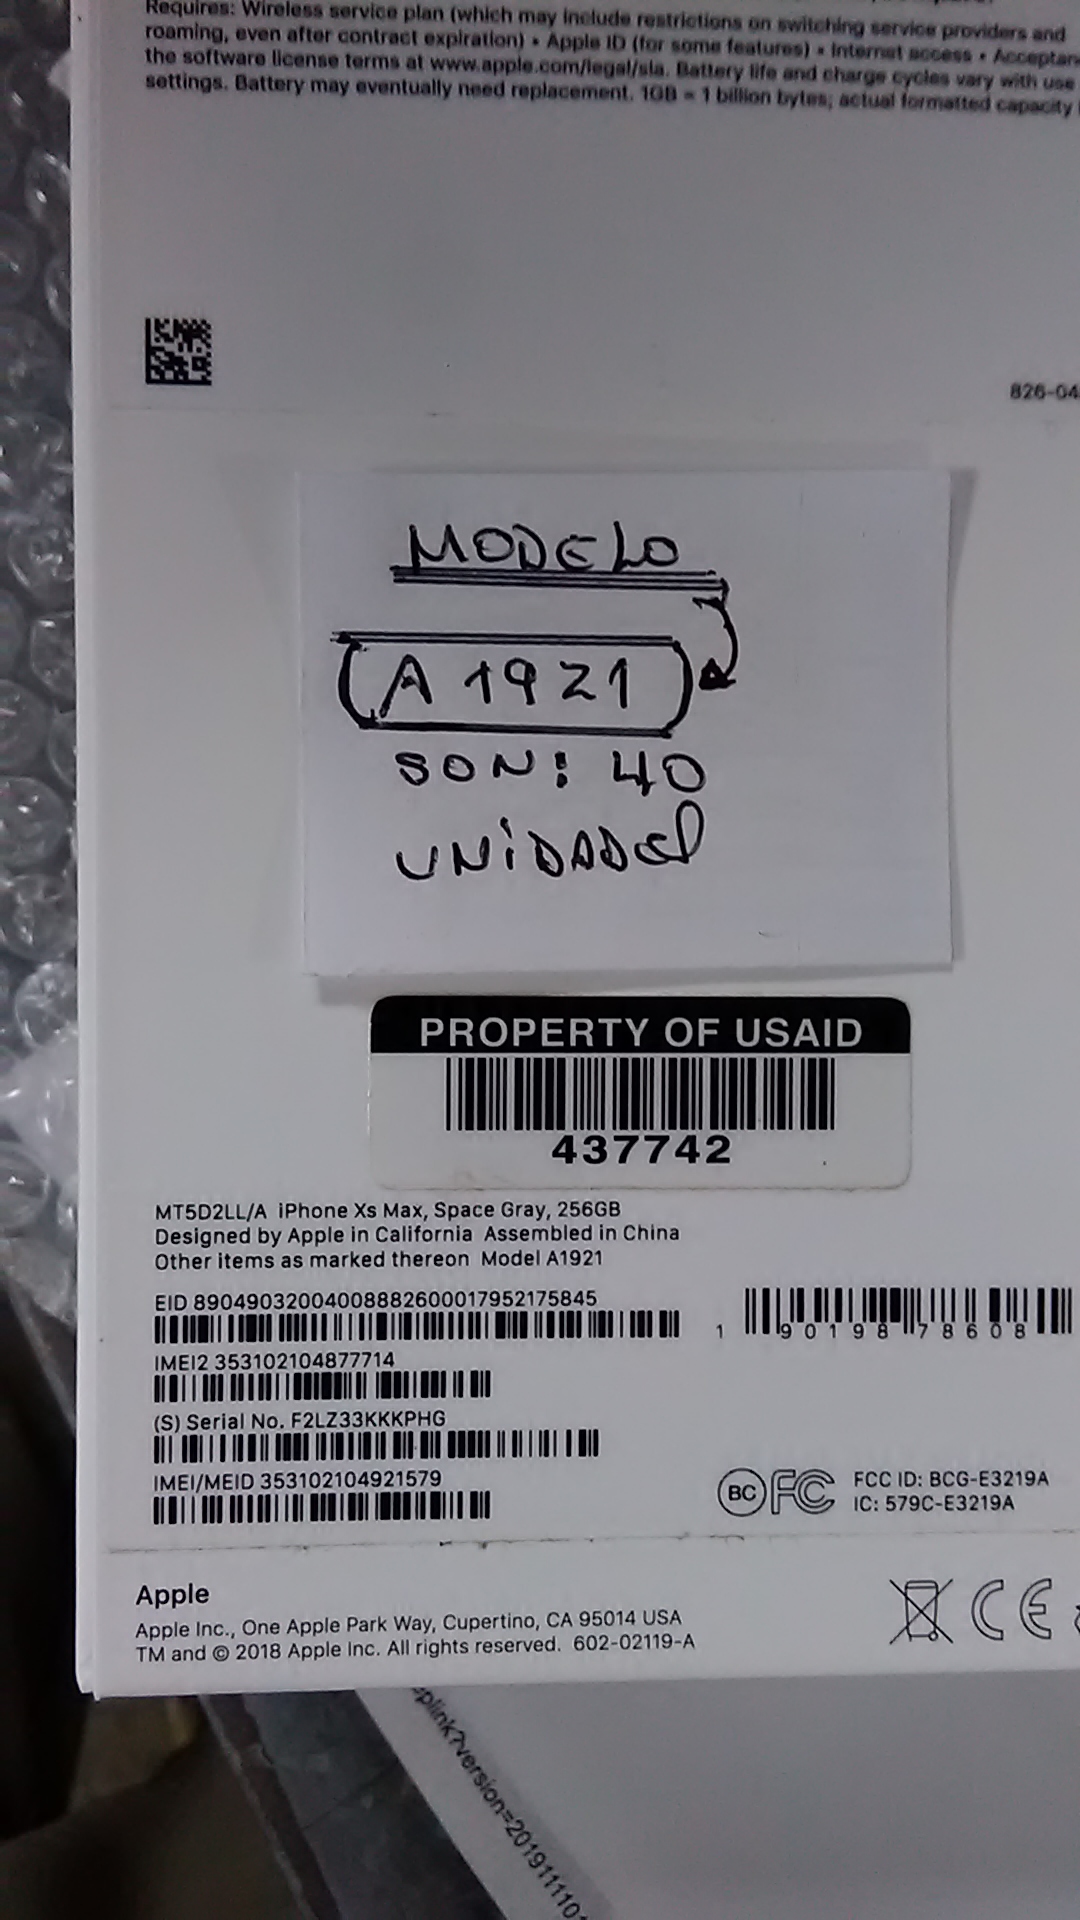 Requires: Wireless service plan (which may include restrictions on switching service providers and
roaming, even after contract expiration) • Apple ID (for some features) • Internet access •
the software license terms at www.apple.com/legal/sla. Battery life and charge cycles vary with use
settings. Battery may eventually need replacement. 1GB = 1 billion bytes; actual formatted capacity
826-04
MODELO
A1921
SON: 40
UNiDADES
PROPERTY OF USAID
437742
MT5D2LL/A iPhone Xs Max, Space Gray, 256GB
Designed by Apple in California Assembled in China
Other items as marked thereon Model A1921
EID 89049032004008882600017952175845
1 90198 78608
IMEI2 353102104877714
(S) Serial No. F2LZ33KKKPHG
IMEI/MEID 353102104921579
BC FC FCC ID: BCG-E3219A
IC: 579C-E3219A
Apple
Apple Inc., One Apple Park Way, Cupertino, CA 95014 USA
TM and © 2018 Apple Inc. All rights reserved. 602-02119-A
CE
plink?version=20191110